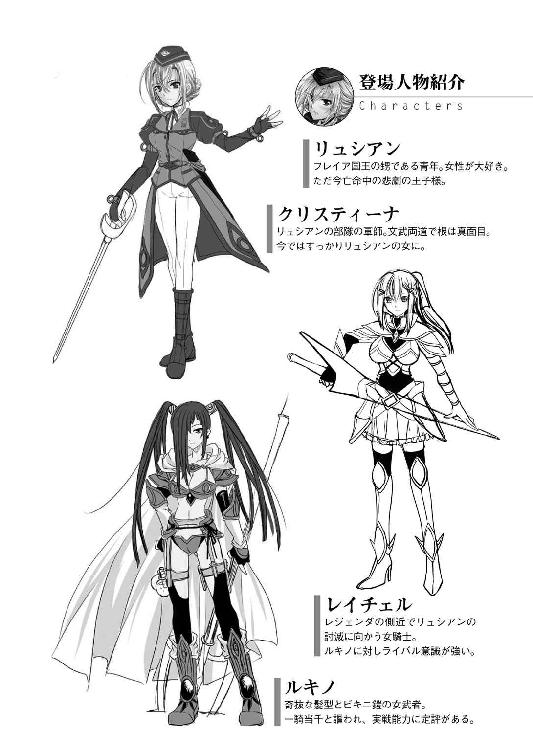 登場人物紹介
Characters
リュシアン
フレイア国王の甥である青年。女性が大好き。
ただ今亡命中の悲劇の王子様。
クリスティーナ
リュシアンの部隊の軍師。文武両道で根は真面目。
今ではすっかりリュシアンの女に。
レイチェル
レジェンダの側近でリュシアンの
討滅に向かう女騎士。
ルキノに対しライバル意識が強い。
ルキノ
奇抜な髪型とビキニ鎧の女武者。
一騎当千と謳われ、実戦能力に定評がある。